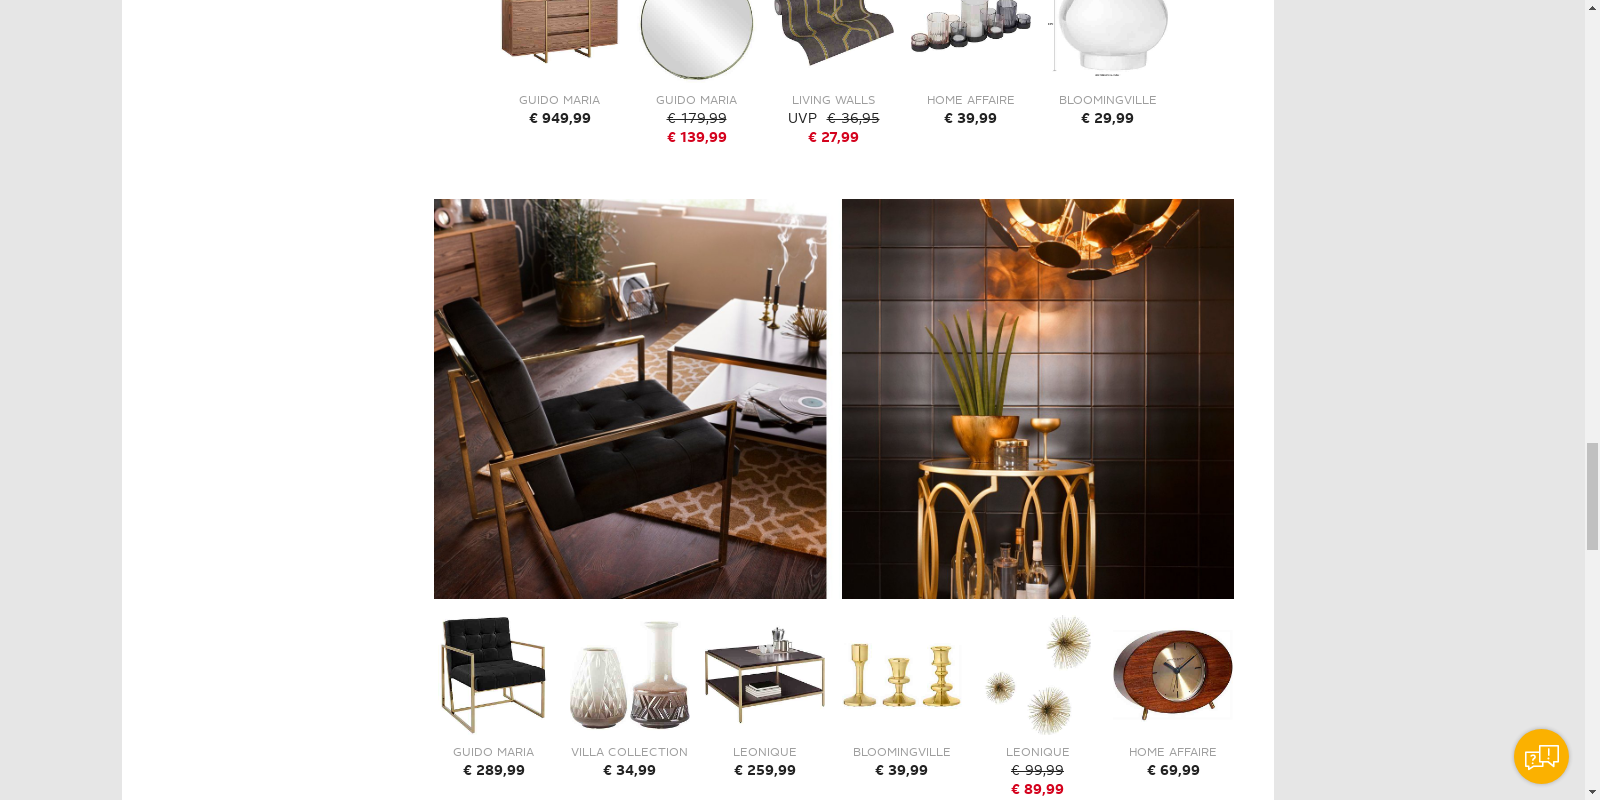 GUIDO MARIA
€ 949,99
GUIDO MARIA
€ 179,99
€ 139,99
LIVING WALLS
UVP € 36,95
€ 27,99
HOME AFFAIRE
€ 39,99
BLOOMINGVILLE
€ 29,99
GUIDO MARIA
€ 289,99
VILLA COLLECTION
€ 34,99
LEONIQUE
€ 259,99
BLOOMINGVILLE
€ 39,99
LEONIQUE
€ 99,99
€ 89,99
HOME AFFAIRE
€ 69,99